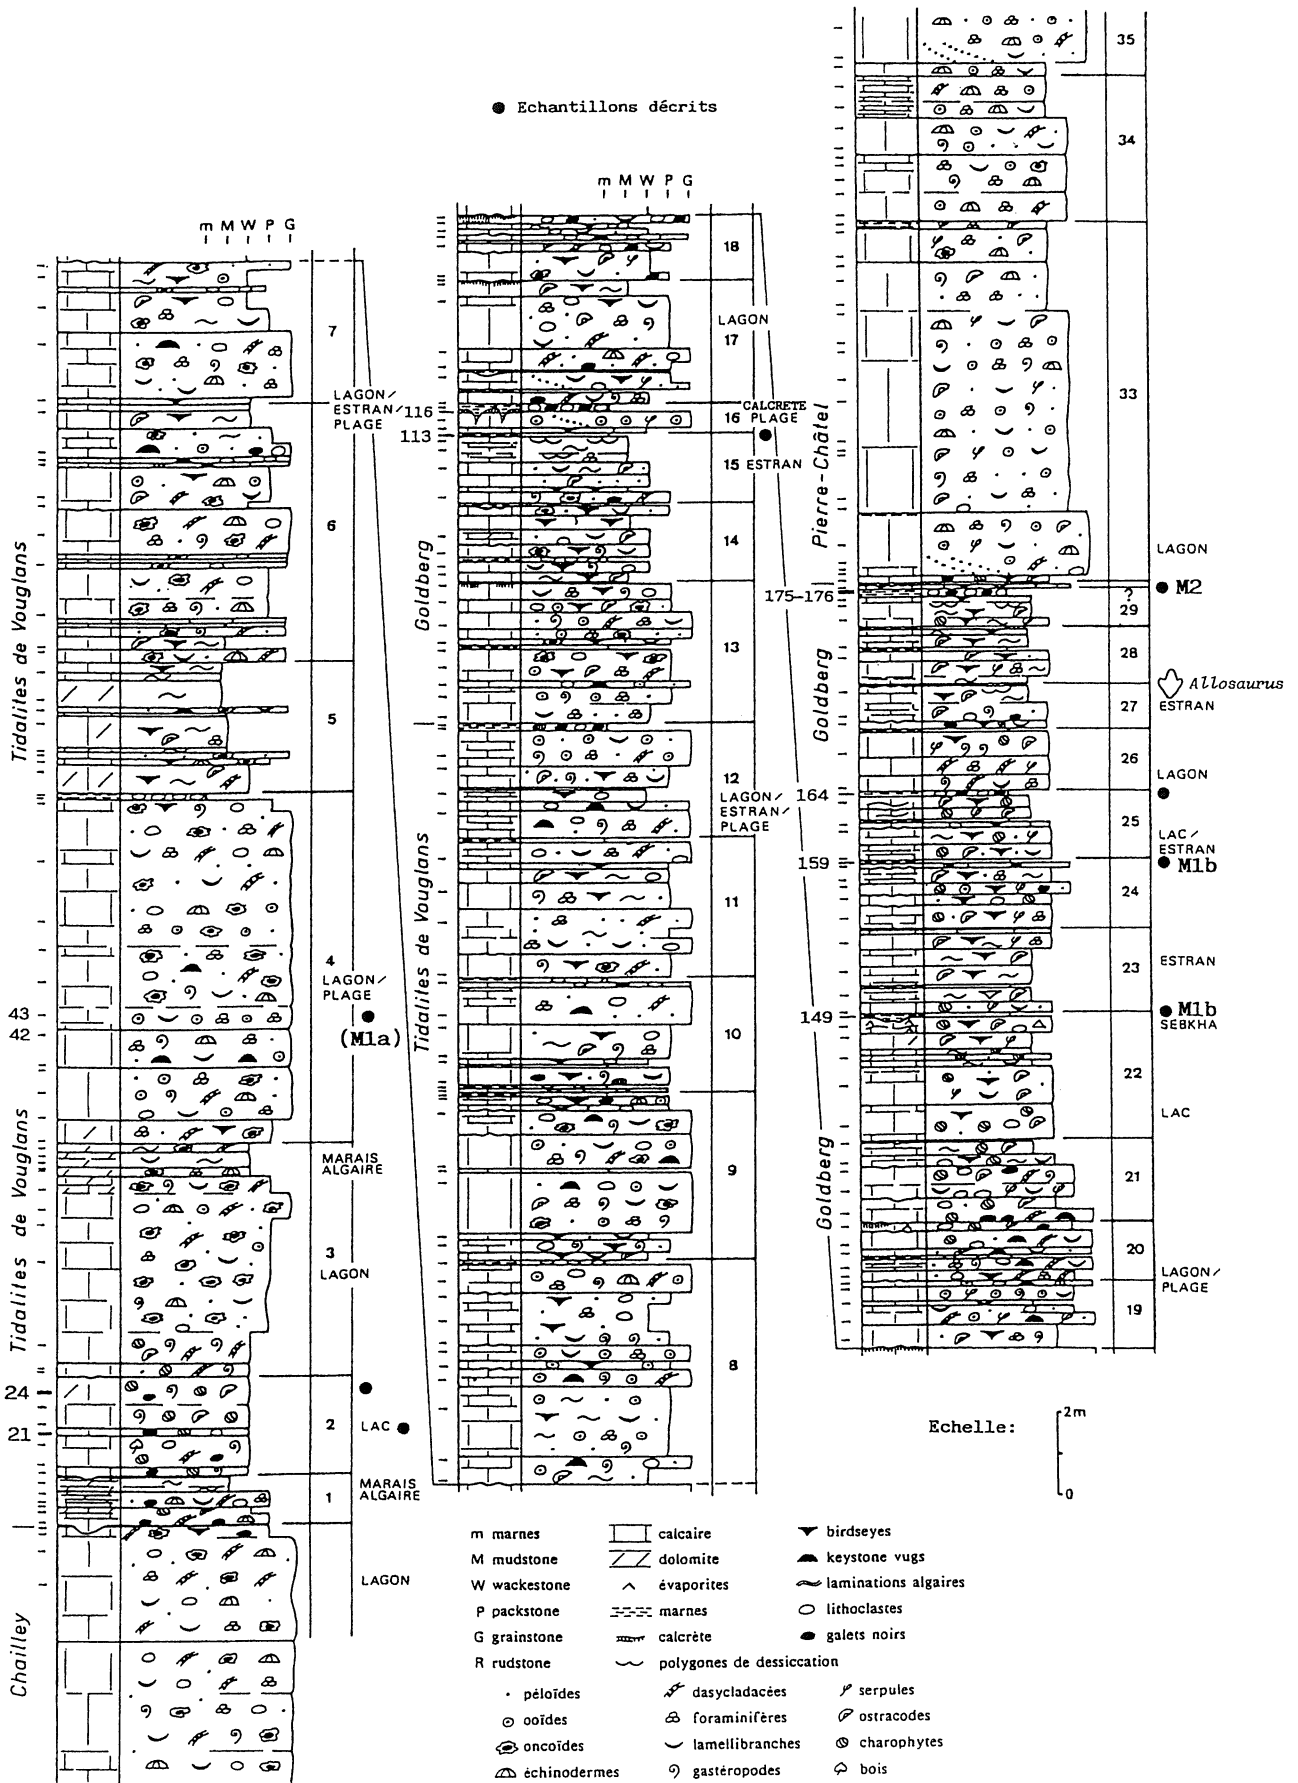 ● Echantillons décrits
m M W P G
7
LAGON/
ESTRAN/
PLAGE
6
5
4
LAGON/
PLAGE
43
42
(M1a)
MARAIS
ALGAIRE
3
LAGON
24
2
LAC
21
MARAIS
ALGAIRE
1
LAGON
Tidalites de Vouglans
Tidalites de Vouglans
Chailley
m M W P G
18
LAGON
17
116
16
CALCRETE
PLAGE
113
15 ESTRAN
14
13
12
LAGON/
ESTRAN/
PLAGE
11
10
9
8
Goldberg
Tidalites de Vouglans
35
34
33
LAGON
175-176
?
M2
29
28
Allosaurus
27
ESTRAN
26
LAGON
164
25
LAC/
ESTRAN
159
M1b
24
23
ESTRAN
149
M1b
SEBKHA
22
LAC
21
20
LAGON/
PLAGE
19
Pierre-Châtel
Goldberg
Goldberg
Echelle:
2m
0
m marnes
M mudstone
W wackestone
P packstone
G grainstone
R rudstone
calcaire
dolomite
évaporites
marnes
calcrète
polygones de dessiccation
birdseyes
keystone vugs
laminations algaires
lithoclastes
galets noirs
péloïdes
ooïdes
oncoïdes
échinodermes
dasycladacées
foraminifères
lamellibranches
gastéropodes
serpules
ostracodes
charophytes
bois